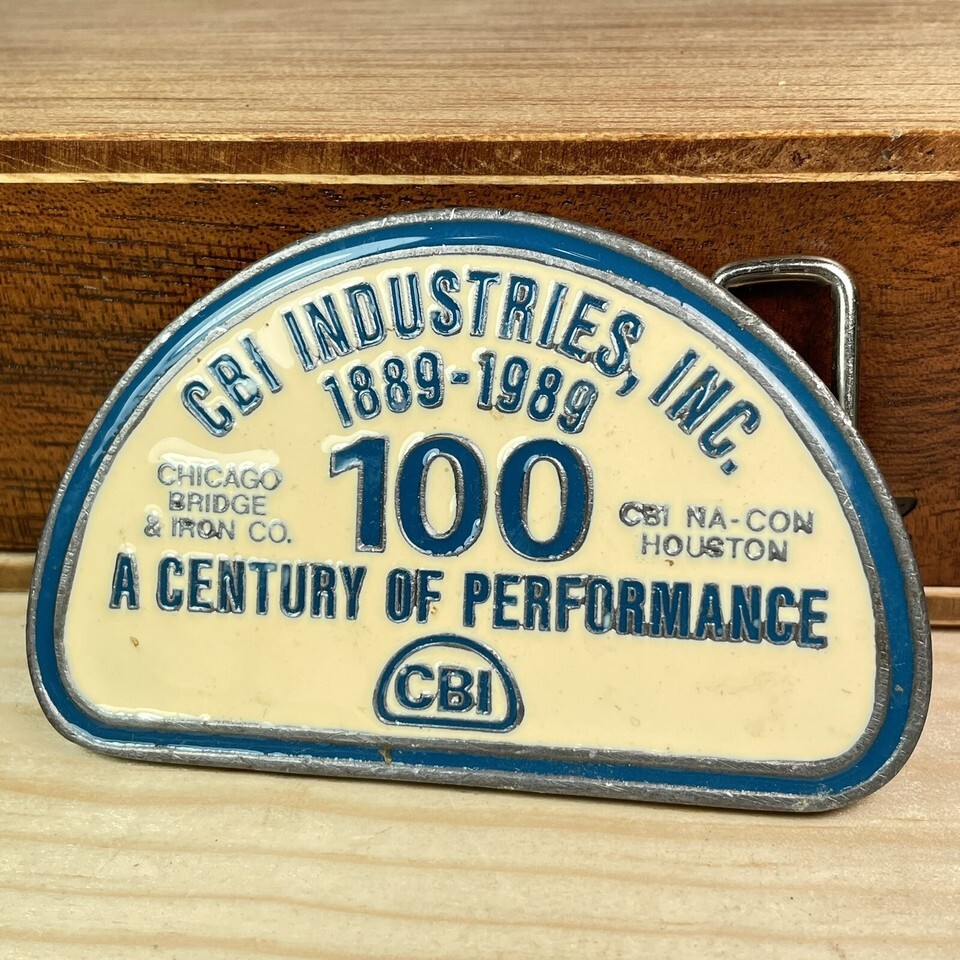 CBI INDUSTRIES, INC.
1889-1989
100
CHICAGO
BRIDGE
& IRON CO.
CBI NA-CON
HOUSTON
A CENTURY OF PERFORMANCE
CBI